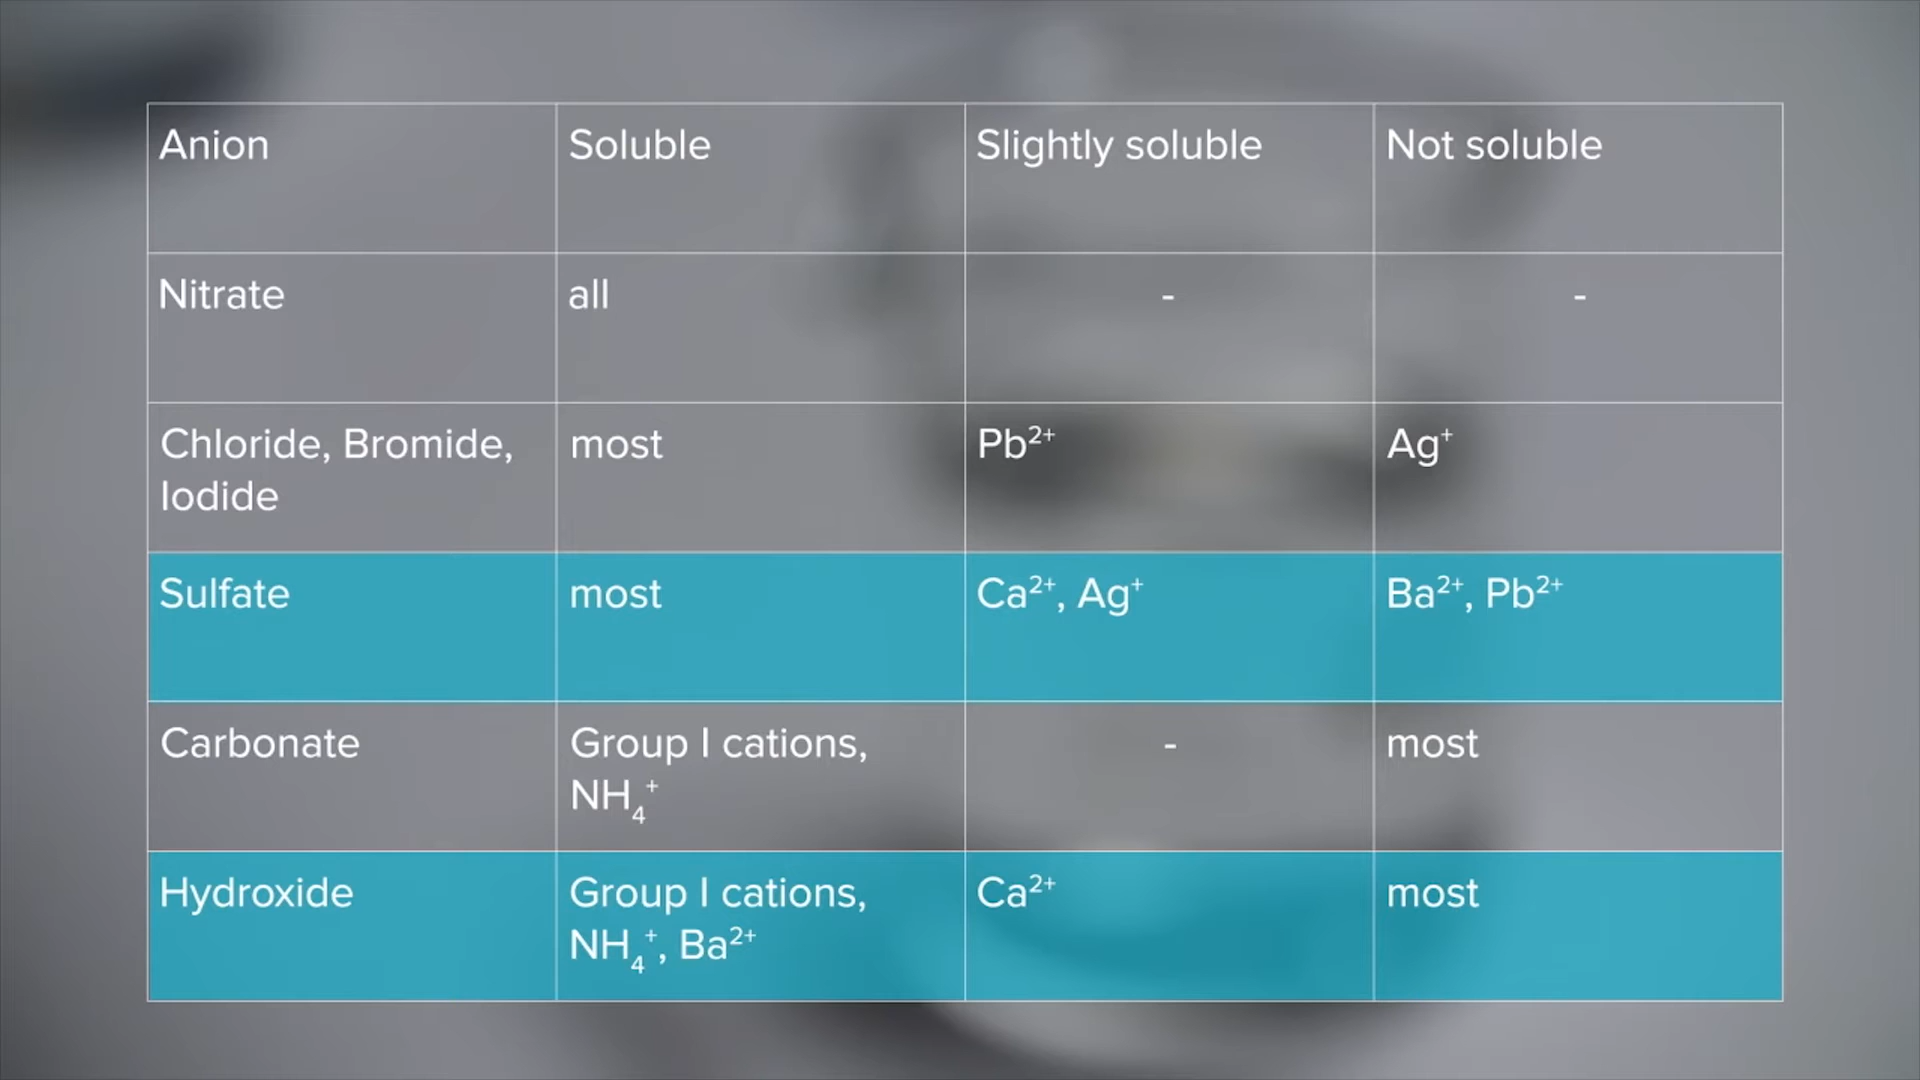 Anion Soluble Slightly soluble Not soluble
Nitrate all - -
Chloride, Bromide, most Pb²⁺ Ag⁺
Iodide
Sulfate most Ca²⁺, Ag⁺ Ba²⁺, Pb²⁺
Carbonate Group I cations, - most
NH₄⁺
Hydroxide Group I cations, Ca²⁺ most
NH₄⁺, Ba²⁺